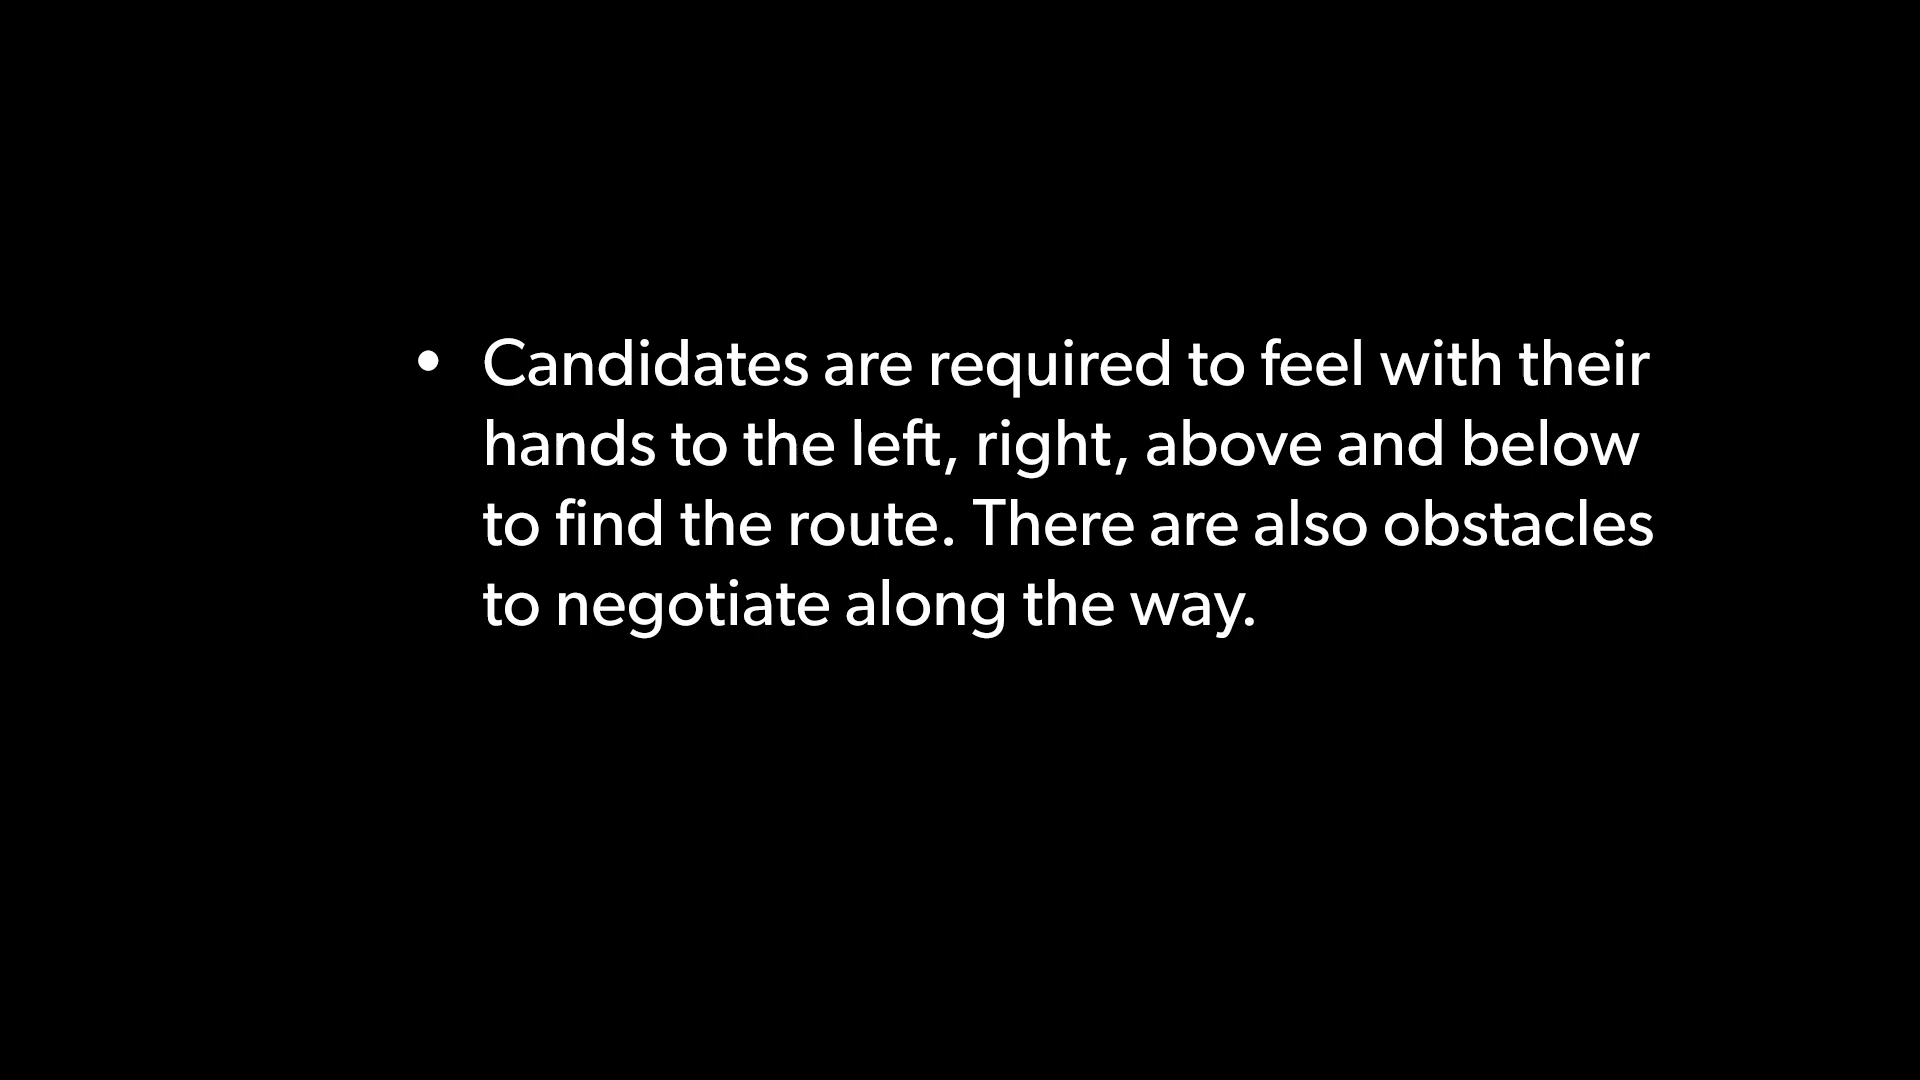 • Candidates are required to feel with their
hands to the left, right, above and below
to find the route. There are also obstacles
to negotiate along the way.